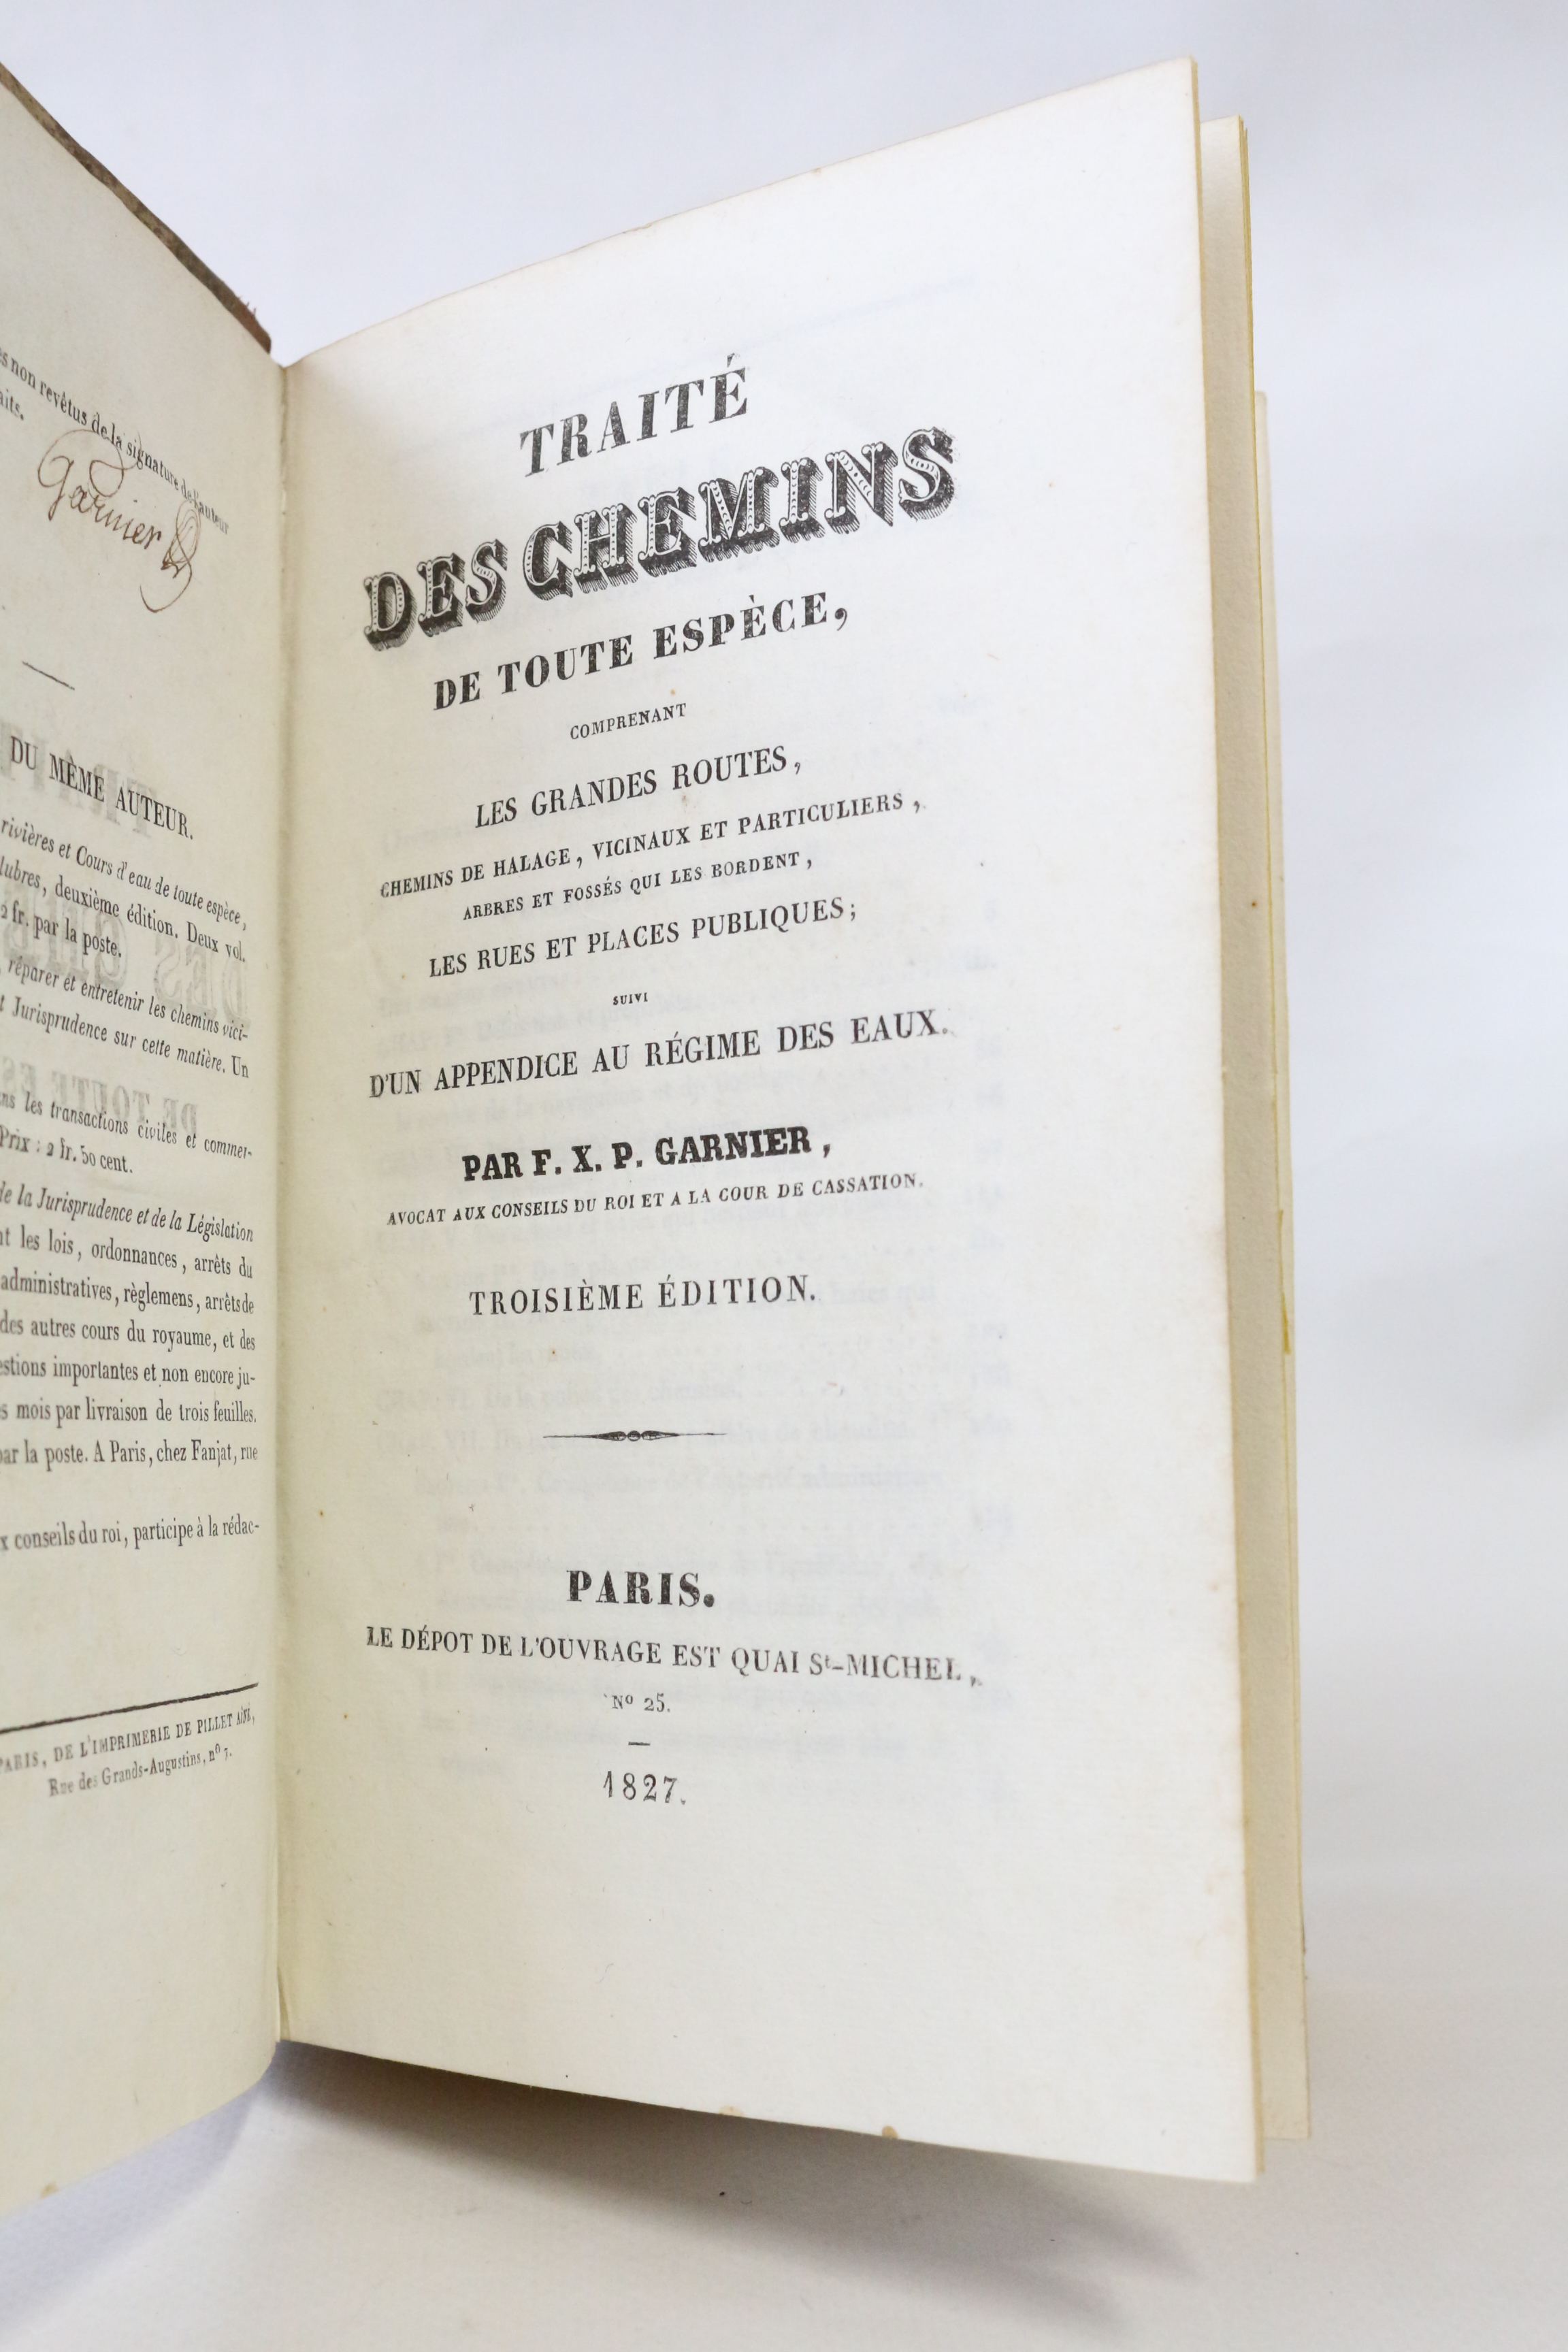 es non revêtus de la signature de l'auteur
aits.
Garnier
DU MÊME AUTEUR.
rivières et Cours d'eau de toute espèce,
lubres, deuxième édition. Deux vol.
2 fr. par la poste.
réparer et entretenir les chemins vici-
t Jurisprudence sur cette matière. Un
ns les transactions civiles et commer-
Prix : 2 fr. 50 cent.
de la Jurisprudence et de la Législation
nt les lois, ordonnances, arrêts du
administratives, règlemens, arrêts de
des autres cours du royaume, et des
estions importantes et non encore ju-
s mois par livraison de trois feuilles.
par la poste. A Paris, chez Fanjat, rue
x conseils du roi, participe à la rédac-
PARIS, DE L'IMPRIMERIE DE PILLET AÎNÉ,
Rue des Grands-Augustins, nº 7.
TRAITÉ
DES CHEMINS
DE TOUTE ESPÈCE,
COMPRENANT
LES GRANDES ROUTES,
CHEMINS DE HALAGE, VICINAUX ET PARTICULIERS,
ARBRES ET FOSSÉS QUI LES BORDENT,
LES RUES ET PLACES PUBLIQUES;
SUIVI
D'UN APPENDICE AU RÉGIME DES EAUX.
PAR F. X. P. GARNIER,
AVOCAT AUX CONSEILS DU ROI ET A LA COUR DE CASSATION.
TROISIÈME ÉDITION.
PARIS.
LE DÉPOT DE L'OUVRAGE EST QUAI St-MICHEL,
Nº 25.
1827.